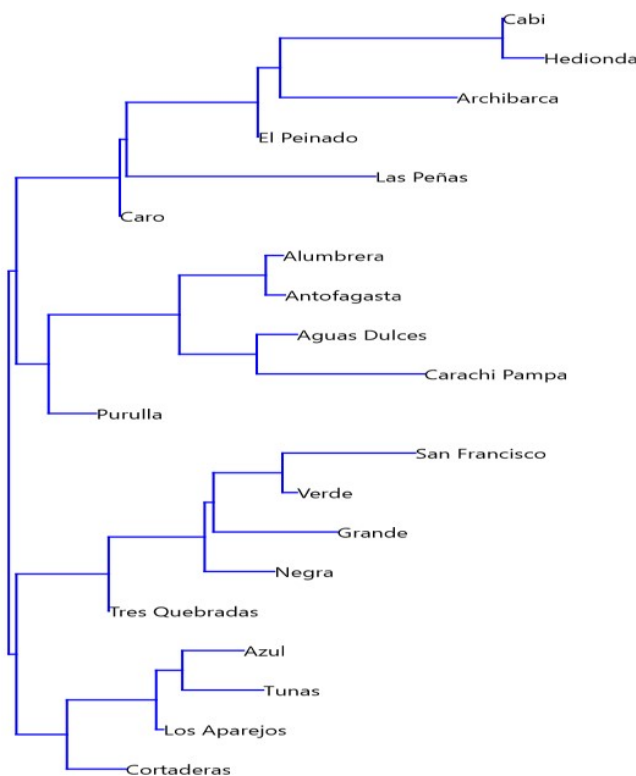 Cabi
Hedionda
Archibarca
El Peinado
Las Peñas
Caro
Alumbrera
Antofagasta
Aguas Dulces
Carachi Pampa
Purulla
San Francisco
Verde
Grande
Negra
Tres Quebradas
Azul
Tunas
Los Aparejos
Cortaderas